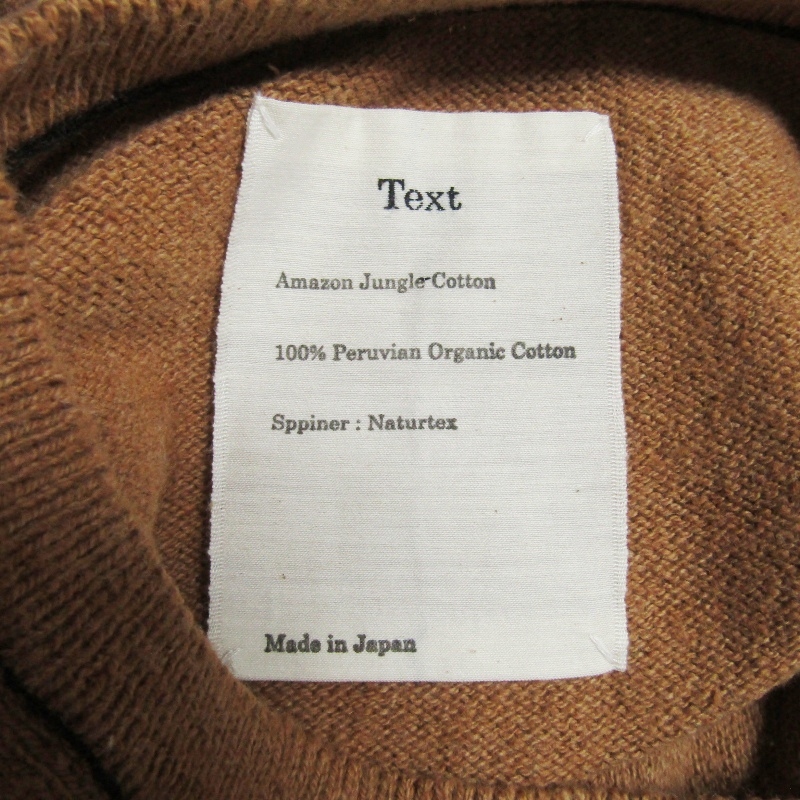 Text
Amazon Jungle Cotton
100% Peruvian Organic Cotton
Sppiner : Naturtex
Made in Japan